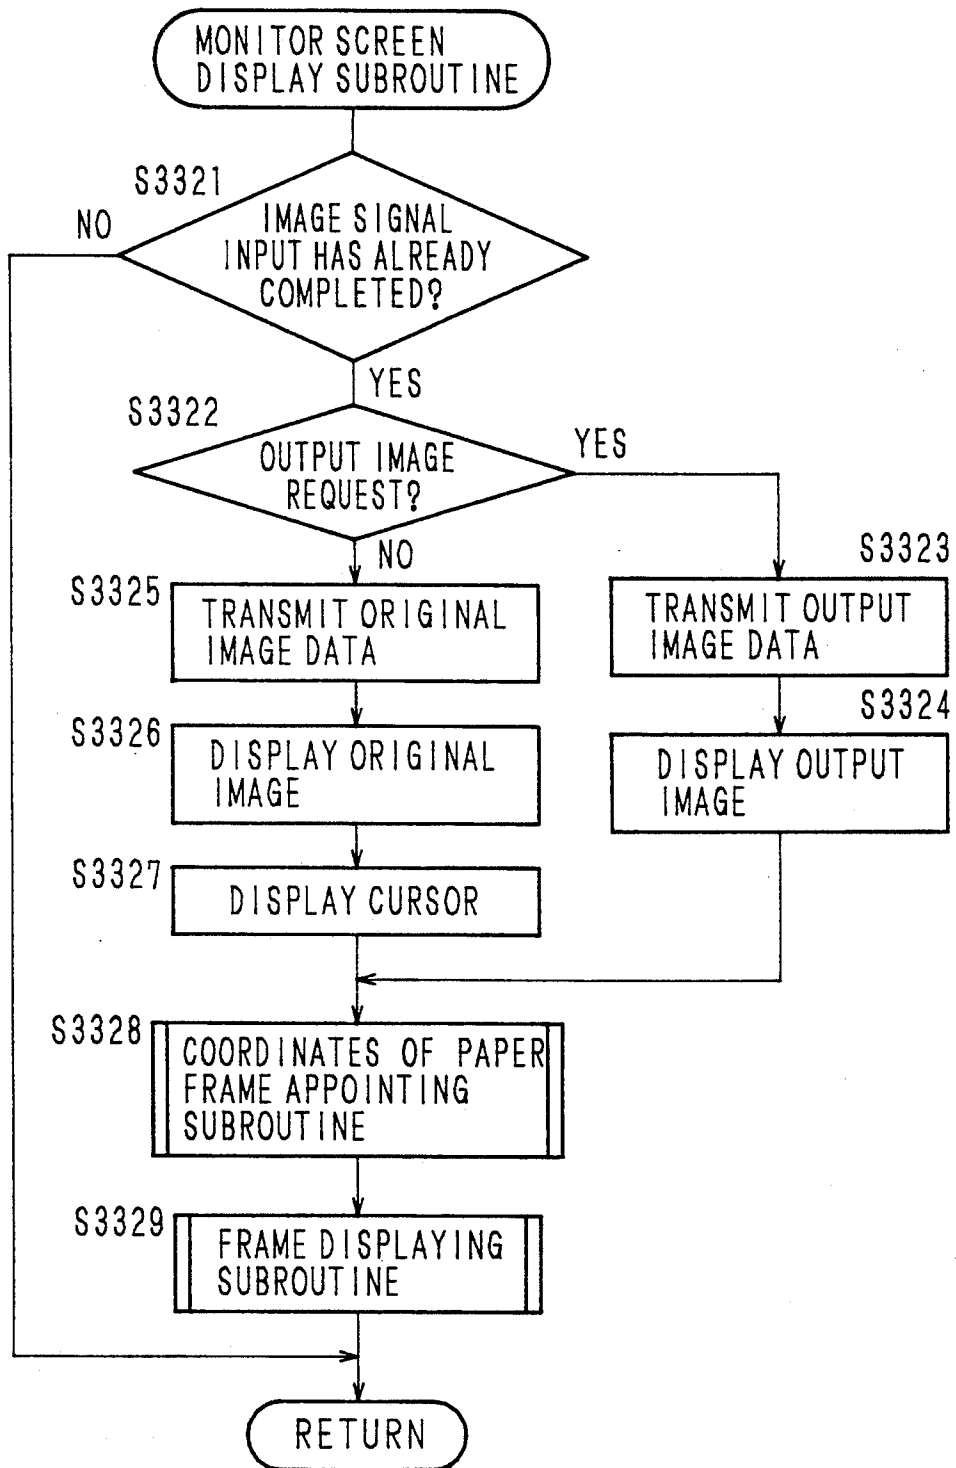 MONITOR SCREEN
DISPLAY SUBROUTINE
S3321
NO
IMAGE SIGNAL
INPUT HAS ALREADY
COMPLETED?
YES
S3322
OUTPUT IMAGE
REQUEST?
YES
NO
S3323
TRANSMIT OUTPUT
IMAGE DATA
S3324
DISPLAY OUTPUT
IMAGE
S3325
TRANSMIT ORIGINAL
IMAGE DATA
S3326
DISPLAY ORIGINAL
IMAGE
S3327
DISPLAY CURSOR
S3328
COORDINATES OF PAPER
FRAME APPOINTING
SUBROUTINE
S3329
FRAME DISPLAYING
SUBROUTINE
RETURN